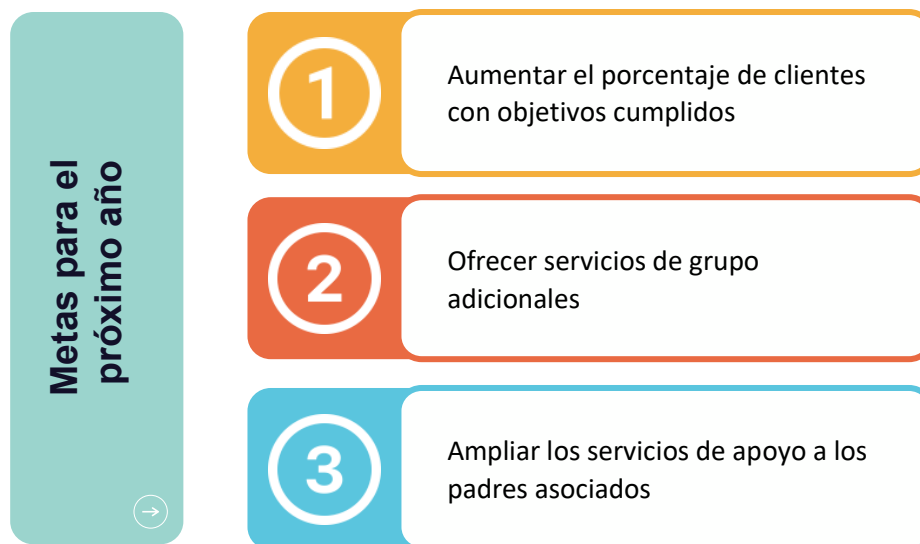 Metas para el
próximo año
1
Aumentar el porcentaje de clientes
con objetivos cumplidos
2
Ofrecer servicios de grupo
adicionales
3
Ampliar los servicios de apoyo a los
padres asociados